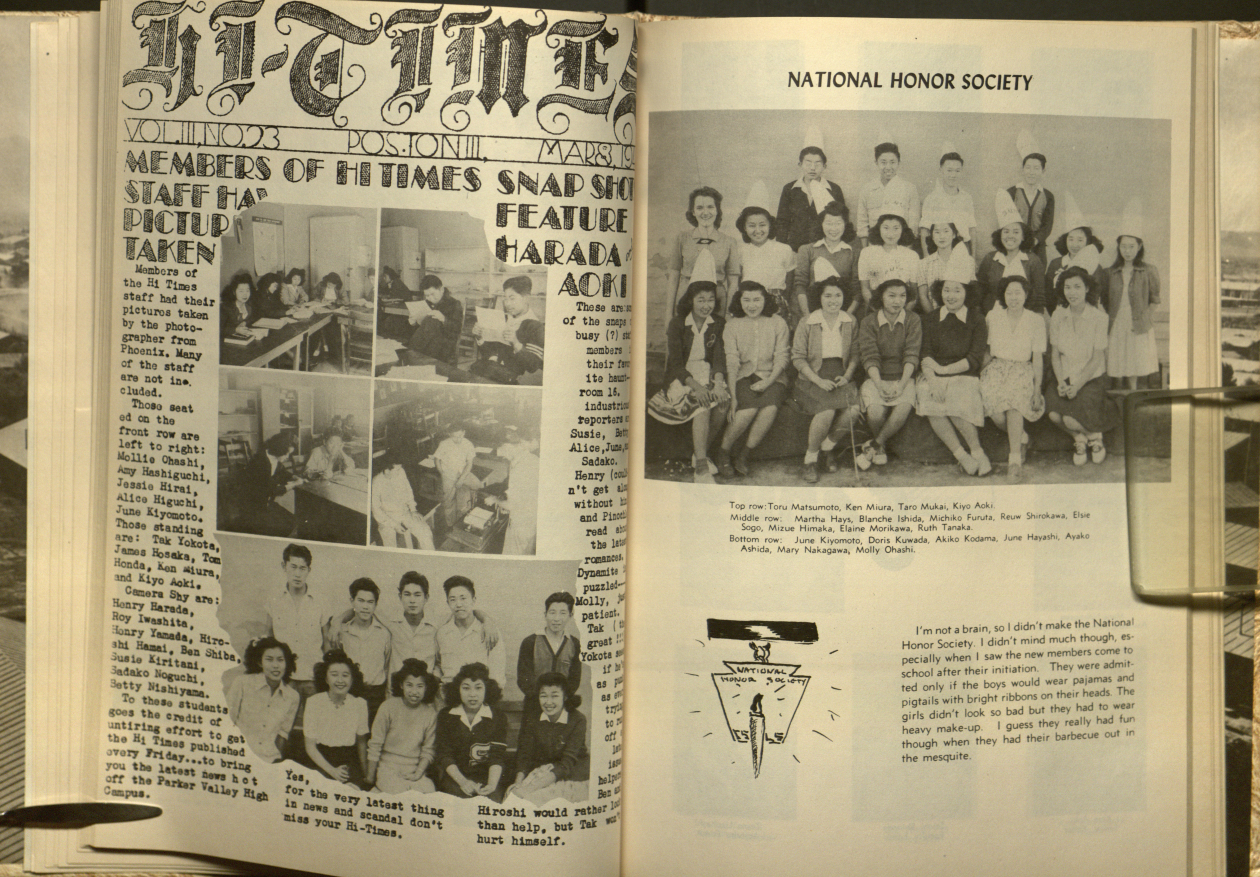 HI-TIMES
VOL.III,NO.23 POSTON III, MAR.8, 19
MEMBERS OF HI TIMES
STAFF HA
PICTUR
TAKEN
Members of
the Hi Times
staff had their
pictures taken
by the photo-
grapher from
Phoenix. Many
of the staff
are not in-
cluded.
Those seat
ed on the
front row are
left to right:
Mollie Ohashi,
Amy Hashiguchi,
Jessie Hirai,
Alice Higuchi,
June Kiyomoto.
Those standing
are: Tak Yokota,
James Hosaka, Tom
Honda, Ken Miura,
and Kiyo Aoki.
Camera Shy are:
Henry Harada,
Roy Iwashita,
Henry Yamada, Hiro-
shi Hamai, Ben Shiba,
Susie Kiritani,
Sadako Noguchi,
Betty Nishiyama.
To these students
goes the credit of
untiring effort to get
the Hi Times published
every Friday...to bring
you the latest news hot
off the Parker Valley High
Campus.
Yes,
for the very latest thing
in news and scandal don't
miss your Hi-Times.
SNAP SHOT
FEATURE
HARADA
AOKI
These are
of the snaps
busy (?) st
members
their fav
ite haunt-
room 16.
industrio
reporters
Susie, Bett
Alice, June,
Sadako.
Henry (coul
n't get al
without h
and Pinoch
read ab
the late
romances.
Dynamite
puzzled--
Molly, ju
patient.
Tak (
great
Yokota
if he
as pu
as
tryi
to r
off
lat
issu
helper
Ben an
Hiroshi would rather lo
than help, but Tak won'
hurt himself.
NATIONAL HONOR SOCIETY
Top row: Toru Matsumoto, Ken Miura, Taro Mukai, Kiyo Aoki.
Middle row: Martha Hays, Blanche Ishida, Michiko Furuta, Reuw Shirokawa, Elsie
Sogo, Mizue Himaka, Elaine Morikawa, Ruth Tanaka.
Bottom row: June Kiyomoto, Doris Kuwada, Akiko Kodama, June Hayashi, Ayako
Ashida, Mary Nakagawa, Molly Ohashi.
NATIONAL
HONOR SOCIETY
CS LS
I'm not a brain, so I didn't make the National
Honor Society. I didn't mind much though, es-
pecially when I saw the new members come to
school after their initiation. They were admit-
ted only if the boys would wear pajamas and
pigtails with bright ribbons on their heads. The
girls didn't look so bad but they had to wear
heavy make-up. I guess they really had fun
though when they had their barbecue out in
the mesquite.